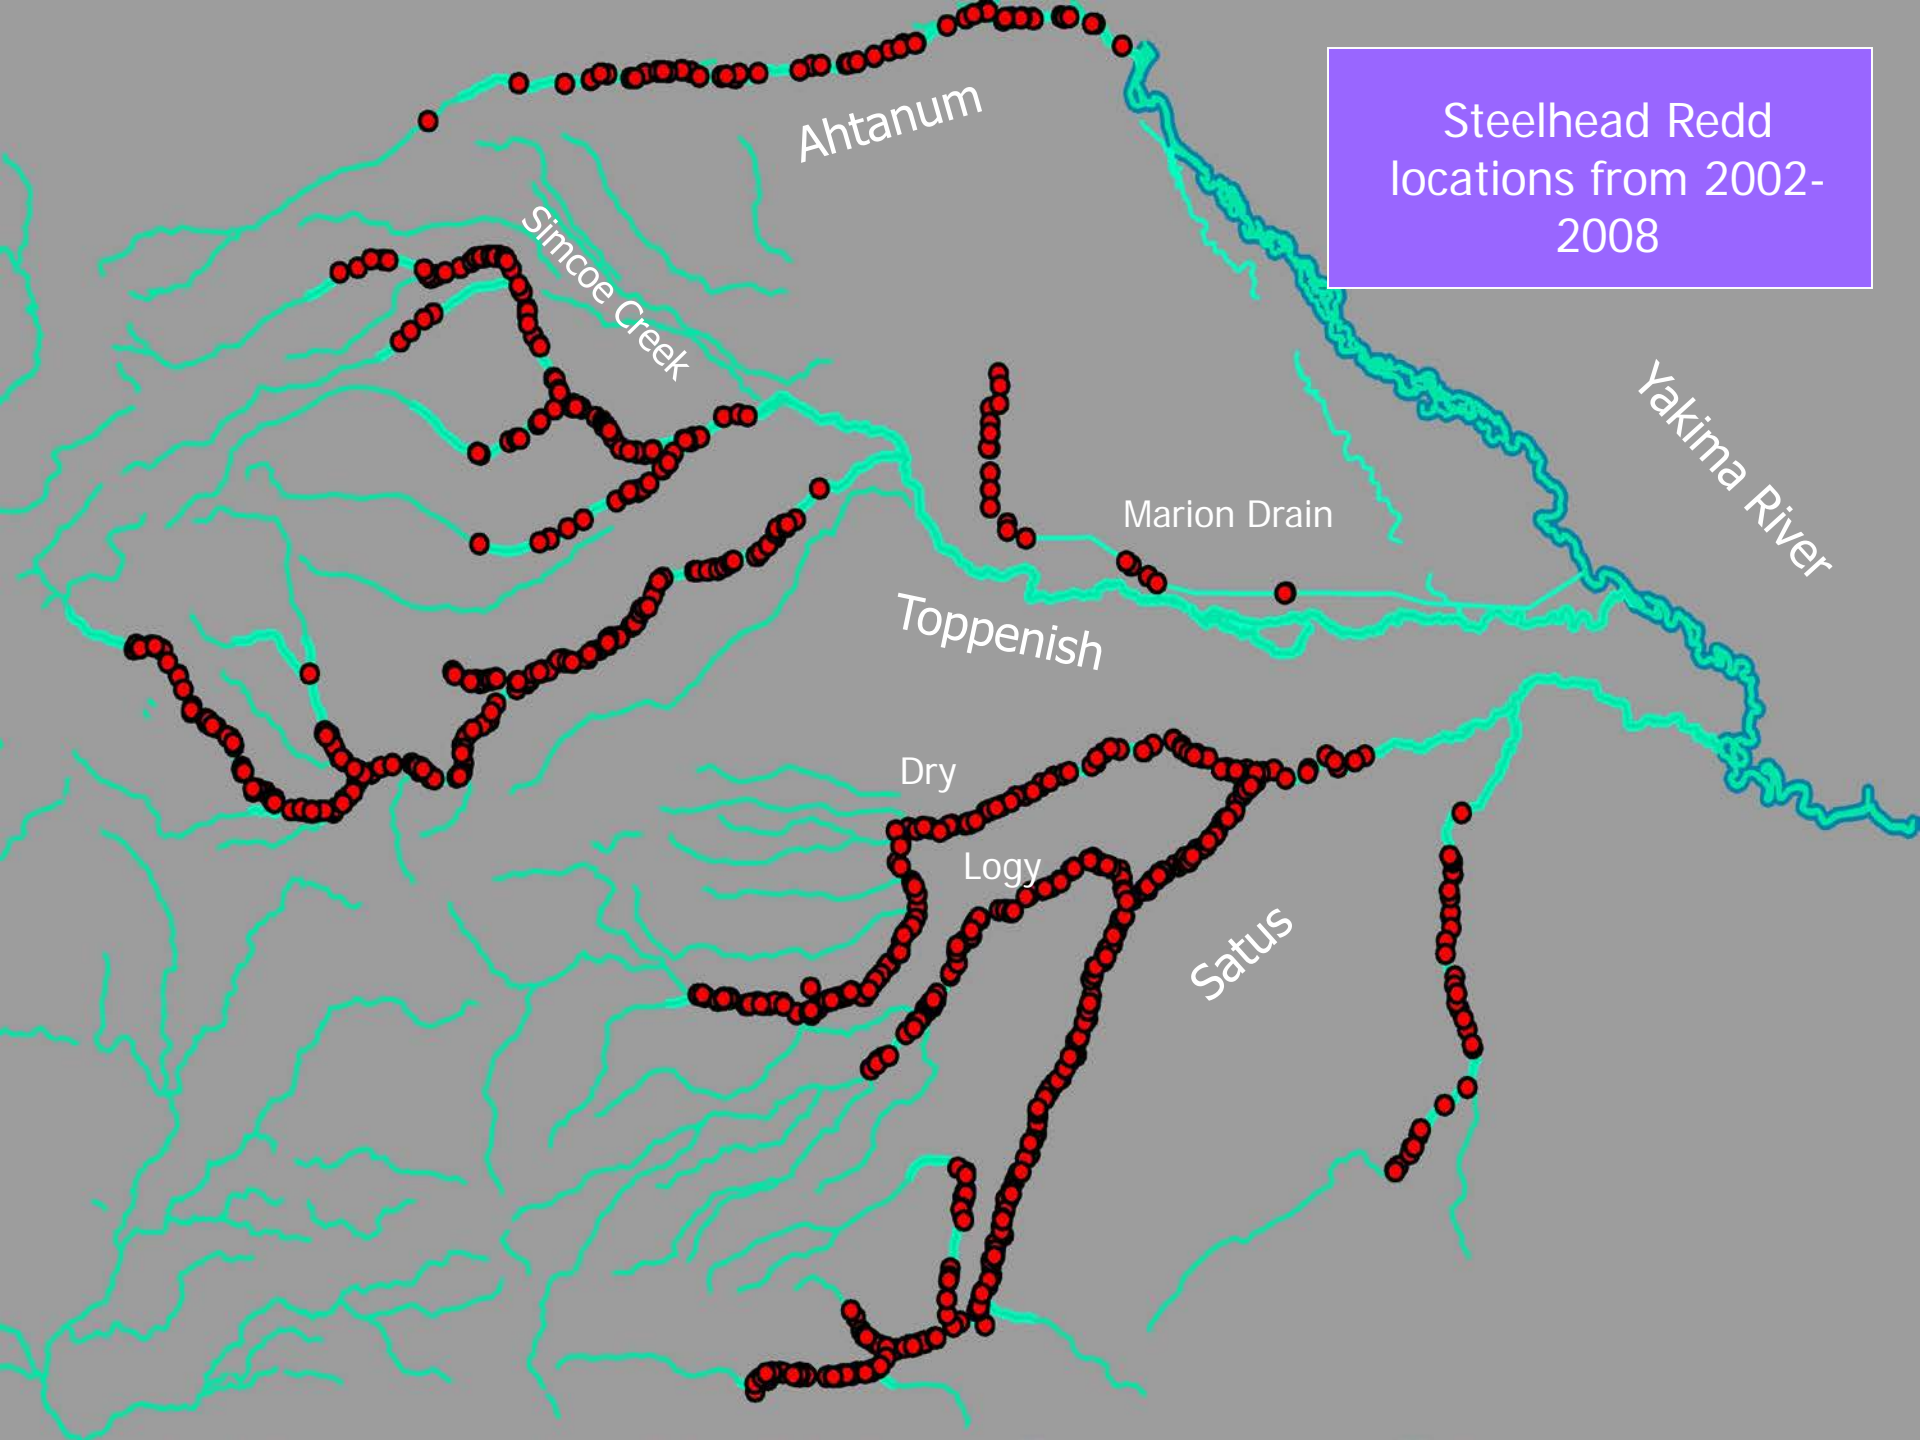 Steelhead Redd
locations from 2002-
2008
Ahtanum
Simcoe Creek
Yakima River
Marion Drain
Toppenish
Dry
Logy
Satus